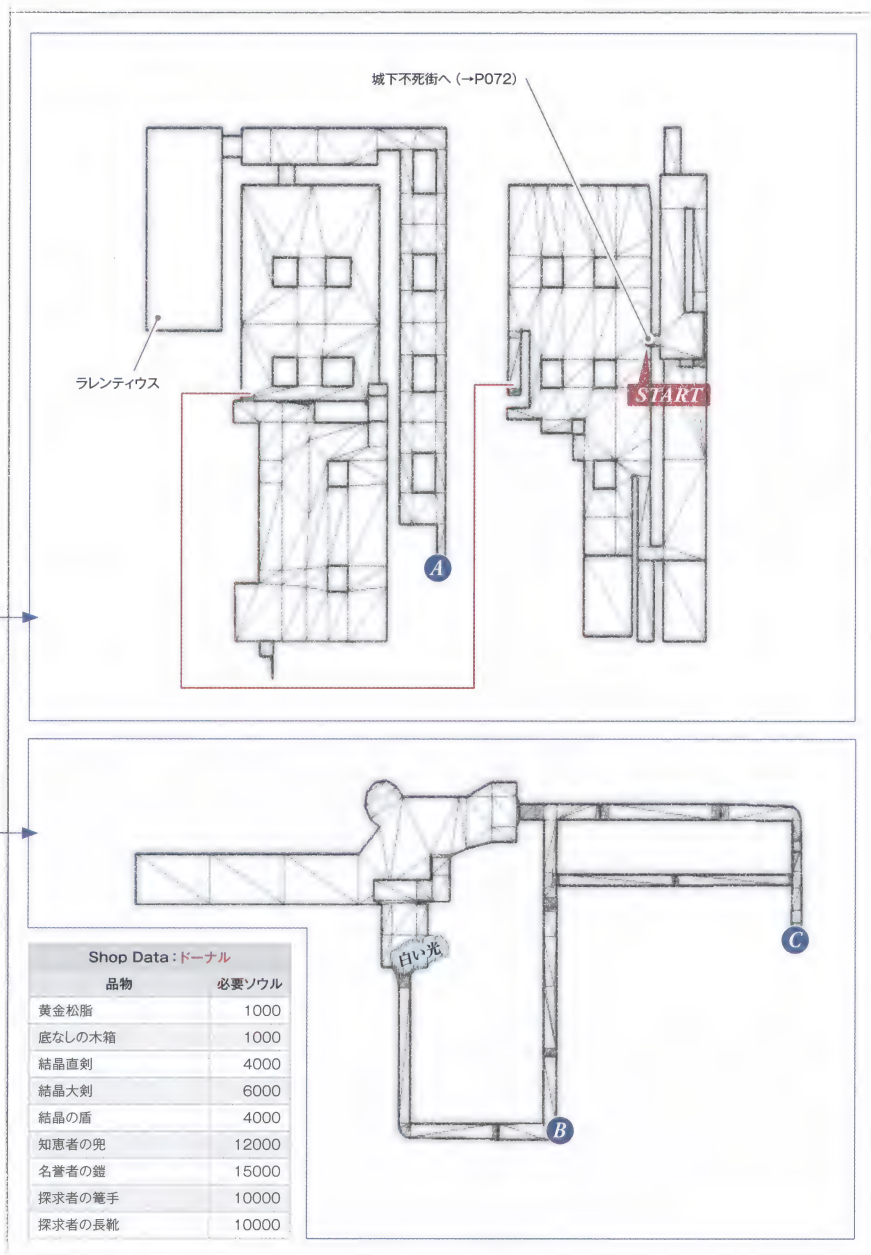 城下不死街へ (→P072)
ラレンティウス
START
A
白い光
C
B
Shop Data:ドーナル
品物 必要ソウル
黄金松脂 1000
底なしの木箱 1000
結晶直剣 4000
結晶大剣 6000
結晶の盾 4000
知恵者の兜 12000
名誉者の鎧 15000
探求者の篭手 10000
探求者の長靴 10000